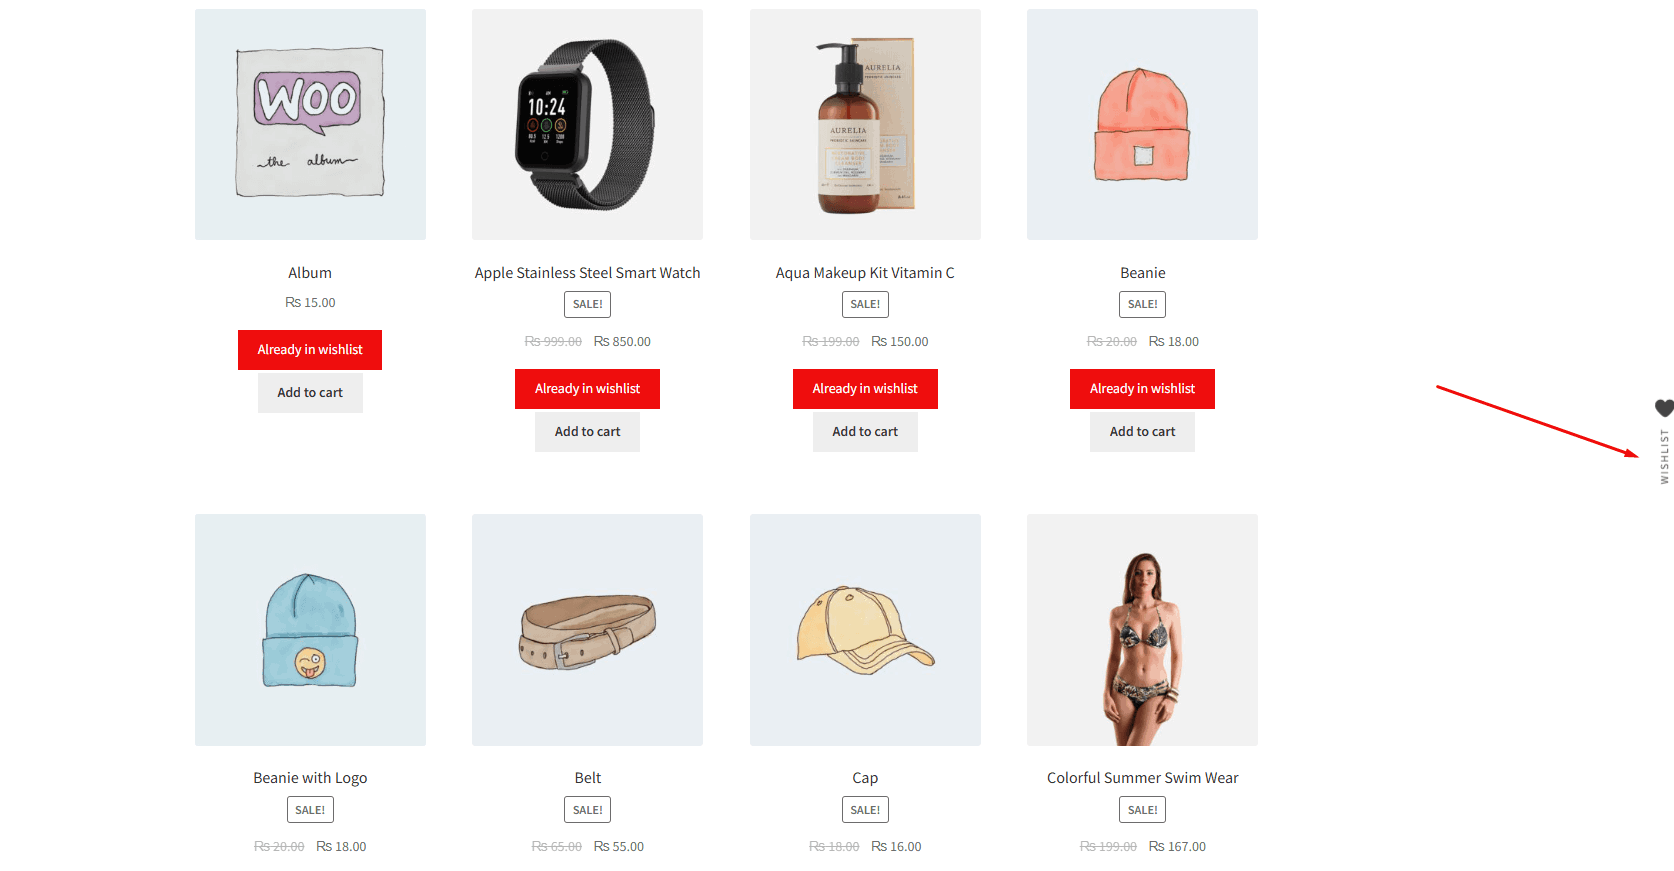 WOO
the album
10:24
AURELIA
AURELIA
Album
Rs 15.00
Already in wishlist
Add to cart
Apple Stainless Steel Smart Watch
SALE!
Rs 999.00 Rs 850.00
Already in wishlist
Add to cart
Aqua Makeup Kit Vitamin C
SALE!
Rs 199.00 Rs 150.00
Already in wishlist
Add to cart
Beanie
SALE!
Rs 20.00 Rs 18.00
Already in wishlist
Add to cart
WISHLIST
Beanie with Logo
SALE!
Rs 20.00 Rs 18.00
Belt
SALE!
Rs 65.00 Rs 55.00
Cap
SALE!
Rs 18.00 Rs 16.00
Colorful Summer Swim Wear
SALE!
Rs 199.00 Rs 167.00